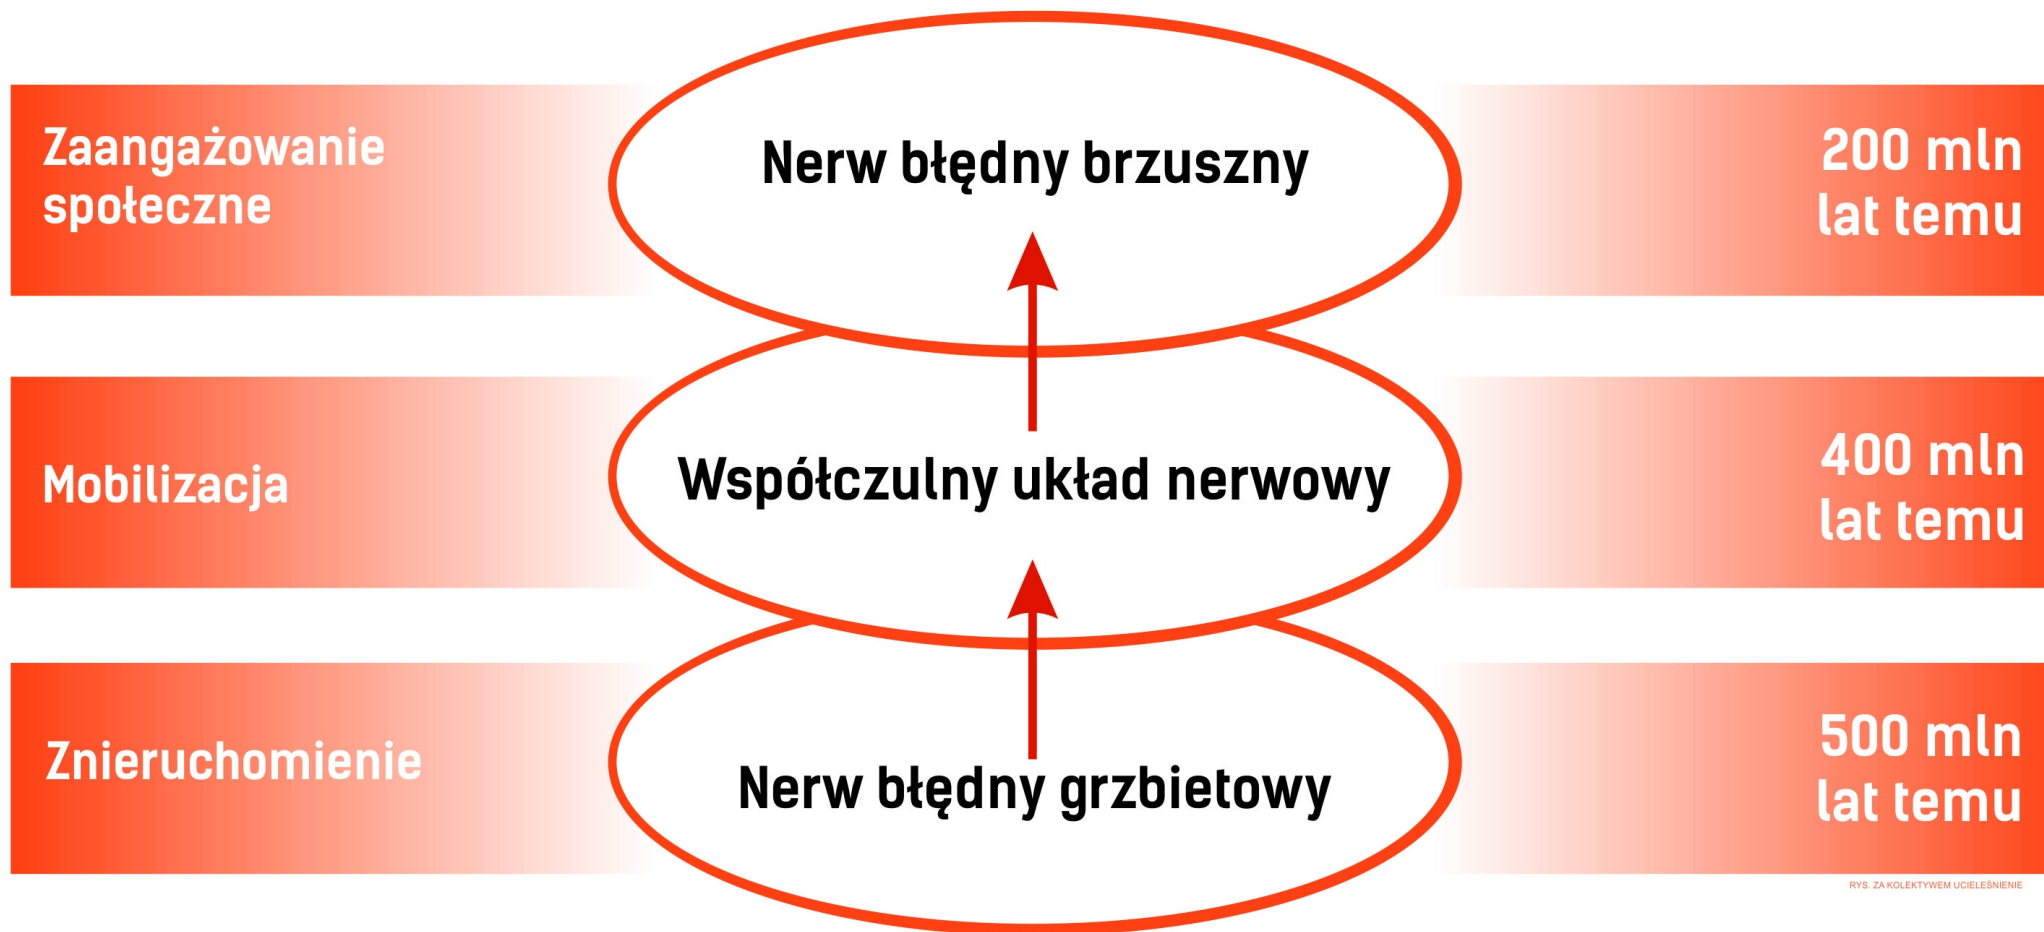 Zaangażowanie
społeczne
Nerw błędny brzuszny
200 mln
lat temu
Mobilizacja
Współczulny układ nerwowy
400 mln
lat temu
Znieruchomienie
Nerw błędny grzbietowy
500 mln
lat temu
RYS. ZA KOLEKTYWEM UCIELEŚNIENIE